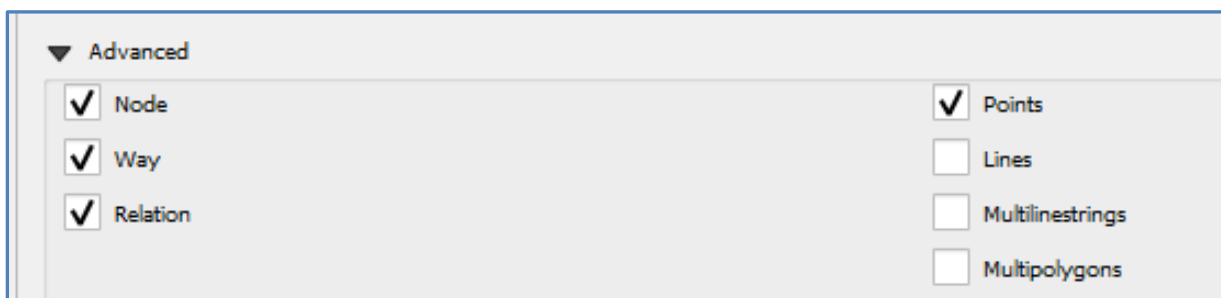 Advanced
Node
Points
Way
Lines
Relation
Multilinestrings
Multipolygons